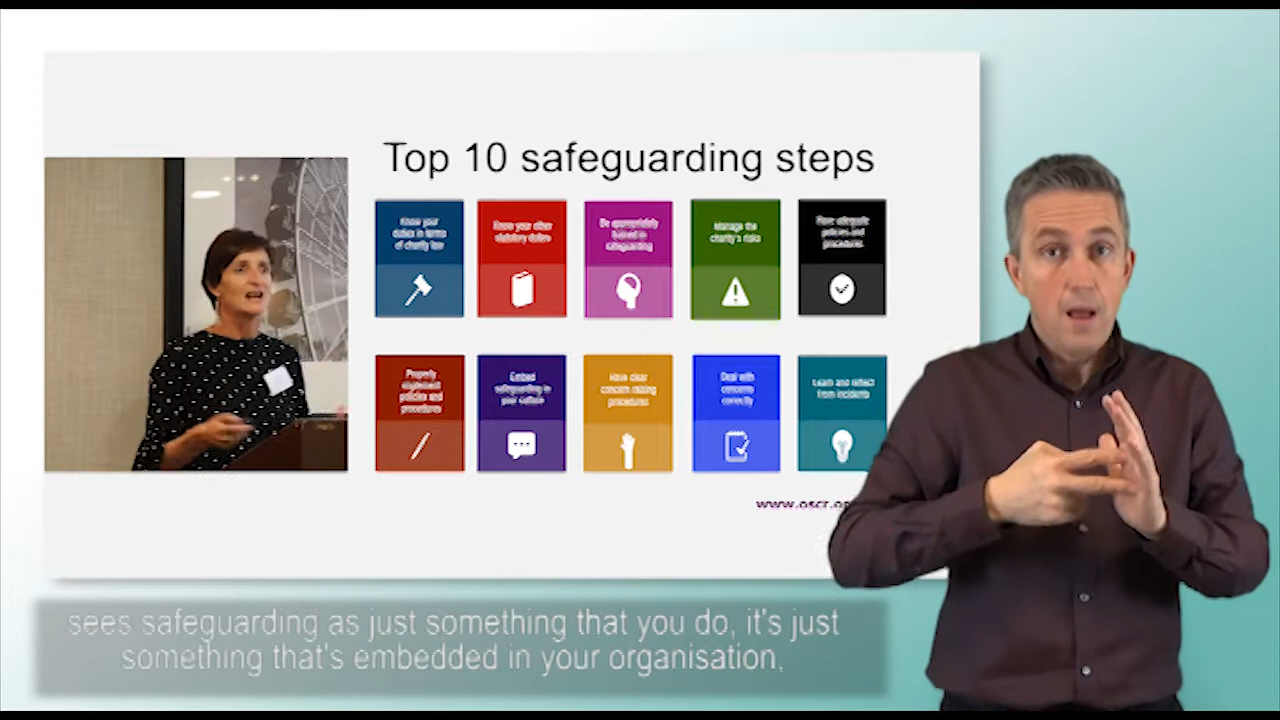 Top 10 safeguarding steps
Know your
duties in terms
of charity law
Know your other
statutory duties
Be appropriately
trained in
safeguarding
Manage the
charity's risks
Have adequate
policies and
procedures
Properly
implement
policies and
procedures
Embed
safeguarding in
your culture
Have clear
concern raising
procedures
Deal with
concerns
correctly
Learn and reflect
from incidents
www.oscr.or
sees safeguarding as just something that you do, it's just
something that's embedded in your organisation,